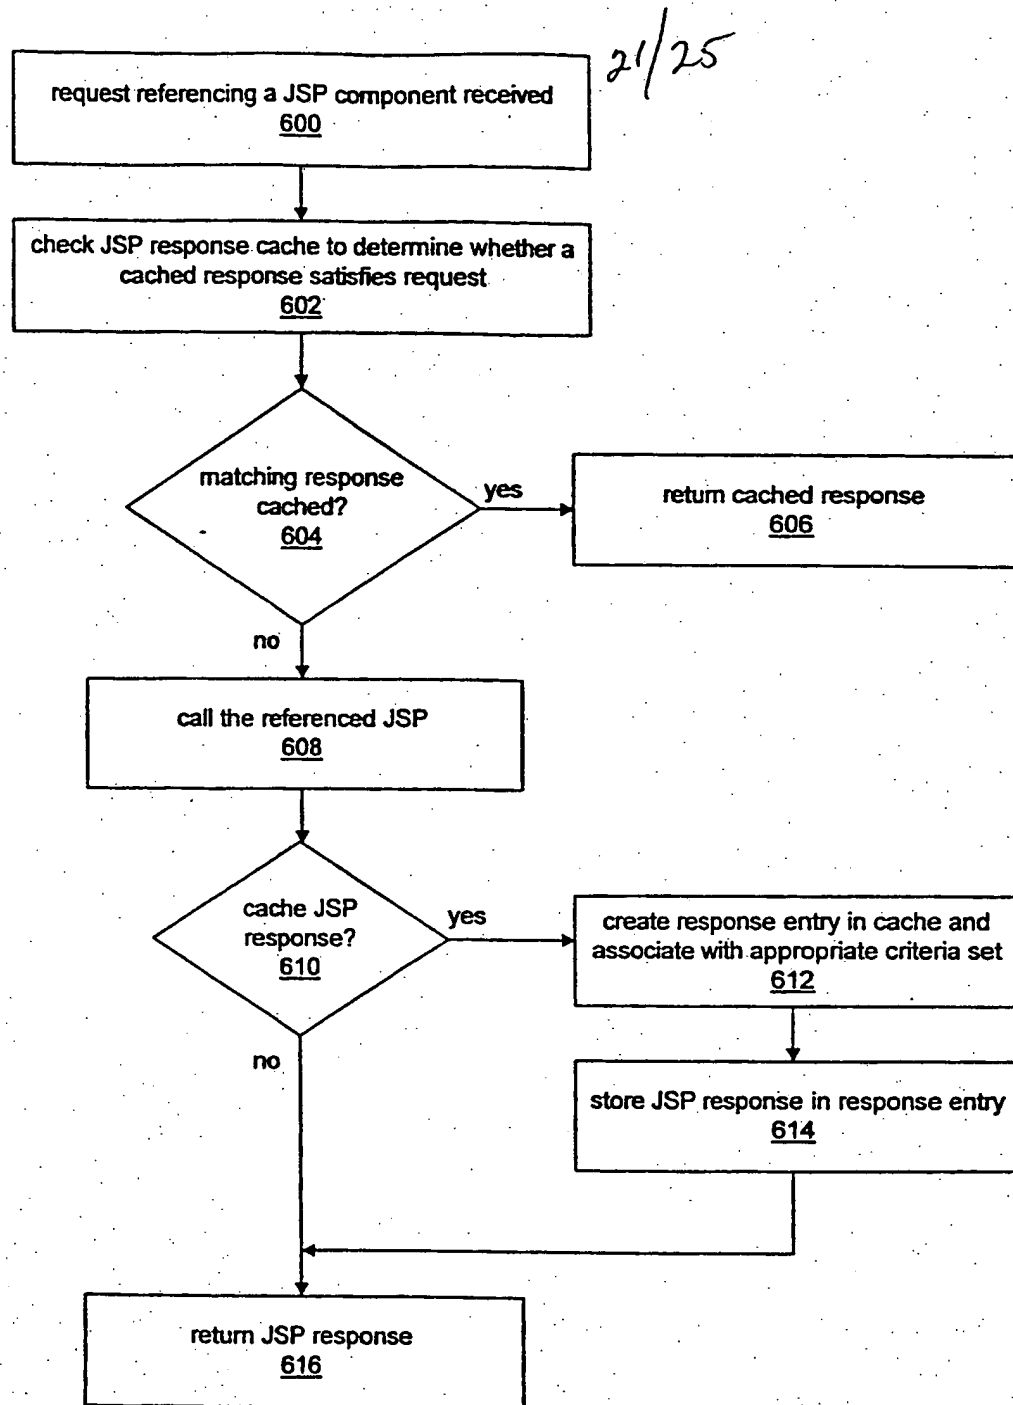 21/25
request referencing a JSP component received
600
check JSP response cache to determine whether a
cached response satisfies request
602
matching response
cached?
604
yes
return cached response
606
no
call the referenced JSP
608
cache JSP
response?
610
yes
create response entry in cache and
associate with appropriate criteria set
612
no
store JSP response in response entry
614
return JSP response
616